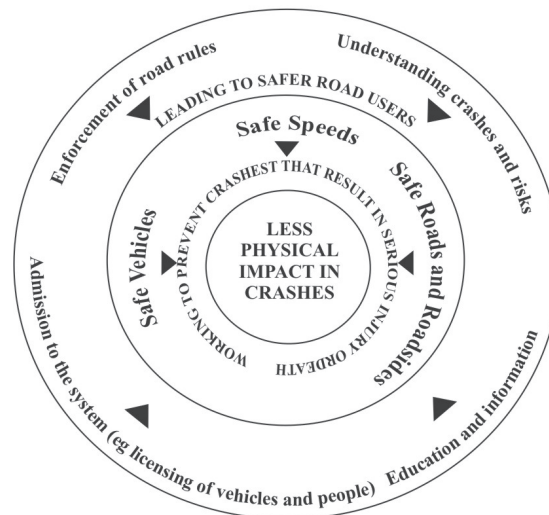 Enforcement of road rules
Understanding crashes and risks
LEADING TO SAFER ROAD USERS
Safe Speeds
Safe Vehicles
Safe Roads and Roadsides
WORKING TO PREVENT CRASHEST THAT RESULT IN SERIOUS INJURY ORDEATH
LESS
PHYSICAL
IMPACT IN
CRASHES
Admission to the system (eg licensing of vehicles and people)
Education and information